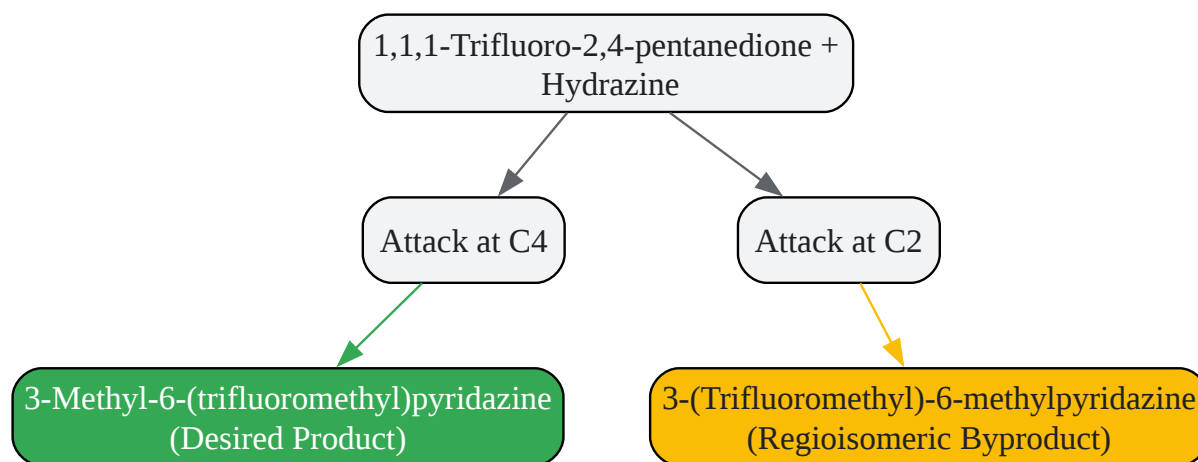 1,1,1-Trifluoro-2,4-pentanedione +
Hydrazine
Attack at C4
Attack at C2
3-Methyl-6-(trifluoromethyl)pyridazine
(Desired Product)
3-(Trifluoromethyl)-6-methylpyridazine
(Regioisomeric Byproduct)